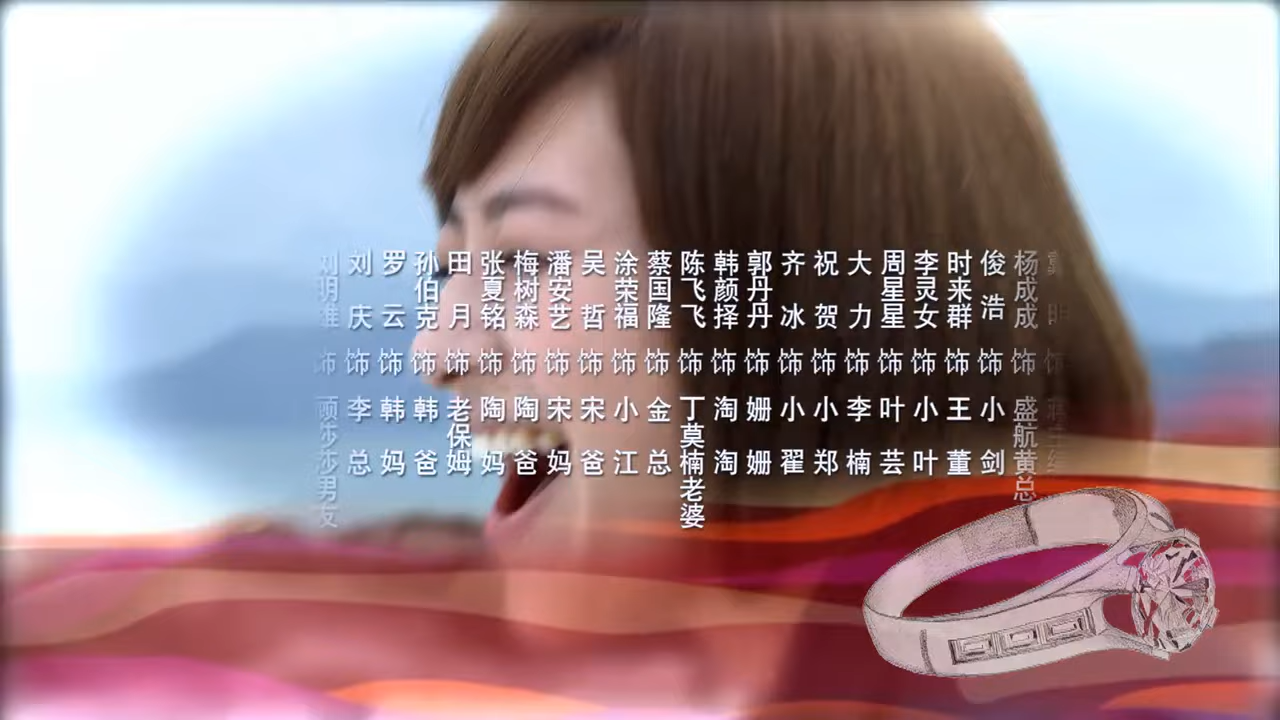 杨成成 饰 盛航黄总
俊浩 饰 小剑
时来群 饰 王董
李灵女 饰 小叶
周星星 饰 叶芸
大力 饰 李楠
祝贺 饰 小郑
齐冰 饰 小翟
郭丹丹 饰 姗姗
韩颜择 饰 淘淘
陈飞飞 饰 丁莫楠老婆
蔡国隆 饰 金总
涂荣福 饰 小江
吴哲 饰 宋爸
潘安艺 饰 宋妈
梅树森 饰 陶爸
张夏铭 饰 陶妈
田月 饰 老保姆
孙伯克 饰 韩爸
罗云 饰 韩妈
刘庆 饰 李总
饰 顾莎莎男友